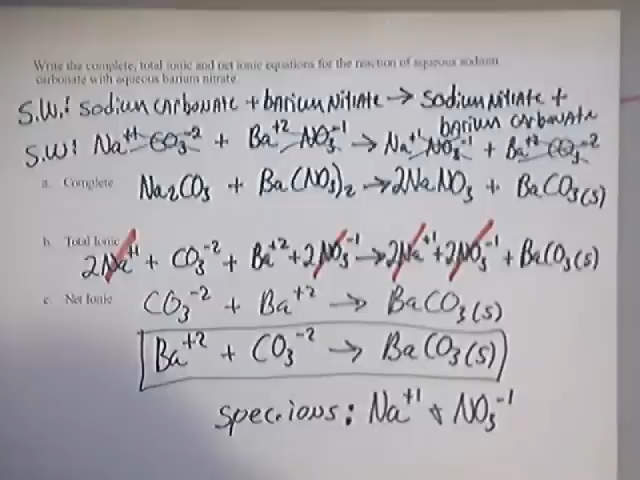 Write the complete, total ionic and net ionic equations for the reaction of aqueous sodium
carbonate with aqueous barium nitrate.
S.W.: sodium carbonate + barium nitrate → sodium nitrate +
barium carbonate
S.W: Na⁺¹ CO₃⁻² + Ba⁺² NO₃⁻¹ → Na⁺¹ NO₃⁻¹ + Ba⁺² CO₃⁻²
a. Complete Na₂CO₃ + Ba(NO₃)₂ → 2NaNO₃ + BaCO₃(s)
b. Total Ionic
2Na⁺¹ + CO₃⁻² + Ba⁺² + 2NO₃⁻¹ → 2Na⁺¹ + 2NO₃⁻¹ + BaCO₃(s)
c. Net Ionic CO₃⁻² + Ba⁺² → BaCO₃(s)
Ba⁺² + CO₃⁻² → BaCO₃(s)
Spec. ions: Na⁺¹ & NO₃⁻¹